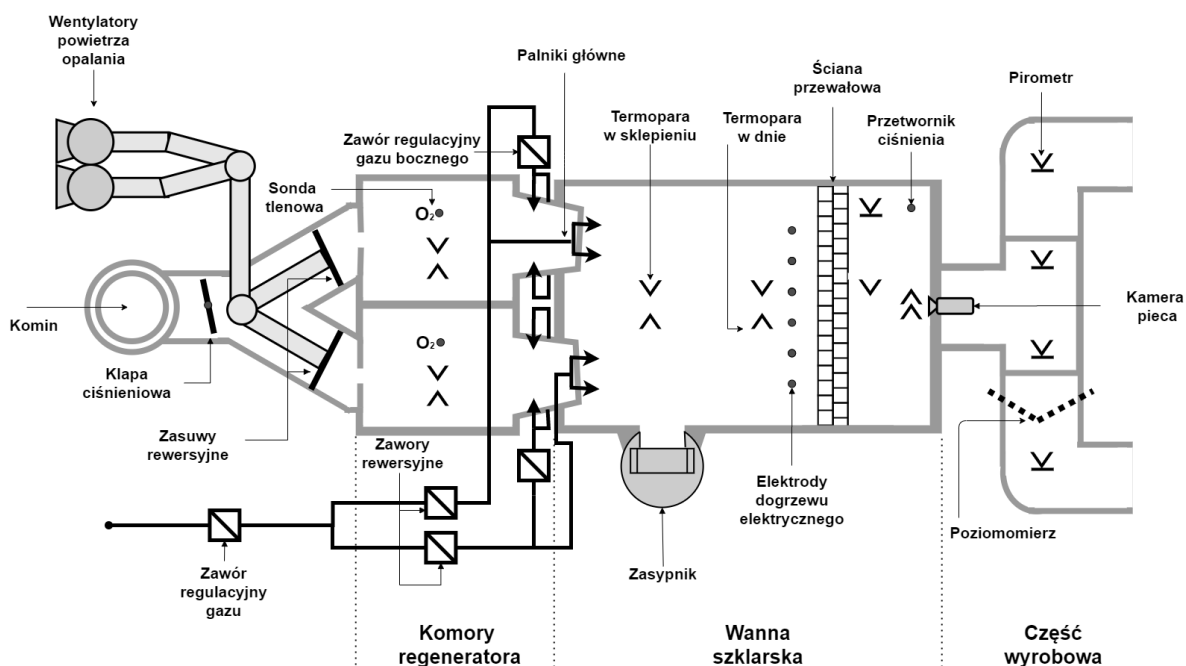 Wentylatory
powietrza
opalania
Palniki główne
Ściana
przewałowa
Pirometr
Zawór regulacyjny
gazu bocznego
Termopara
w sklepieniu
Termopara
w dnie
Przetwornik
ciśnienia
Sonda
tlenowa
O₂
O₂
Komin
Kamera
pieca
Klapa
ciśnieniowa
Zasuwy
rewersyjne
Zawory
rewersyjne
Elektrody
dogrzewu
elektrycznego
Poziomomierz
Zawór
regulacyjny
gazu
Zasypnik
Komory
regeneratora
Wanna
szklarska
Część
wyrobowa